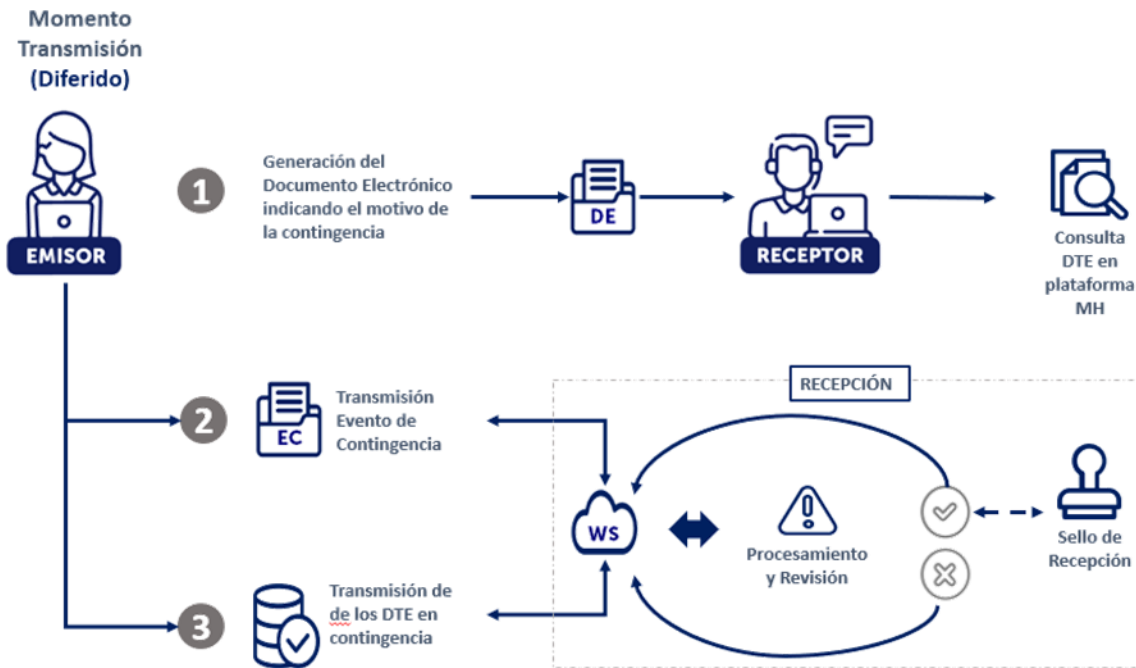 Momento
Transmisión
(Diferido)
EMISOR
1
Generación del
Documento Electrónico
indicando el motivo de
la contingencia
DE
RECEPTOR
Consulta
DTE en
plataforma
MH
2
EC
Transmisión
Evento de
Contingencia
RECEPCIÓN
WS
Procesamiento
y Revisión
Sello de
Recepción
3
Transmisión de
de los DTE en
contingencia